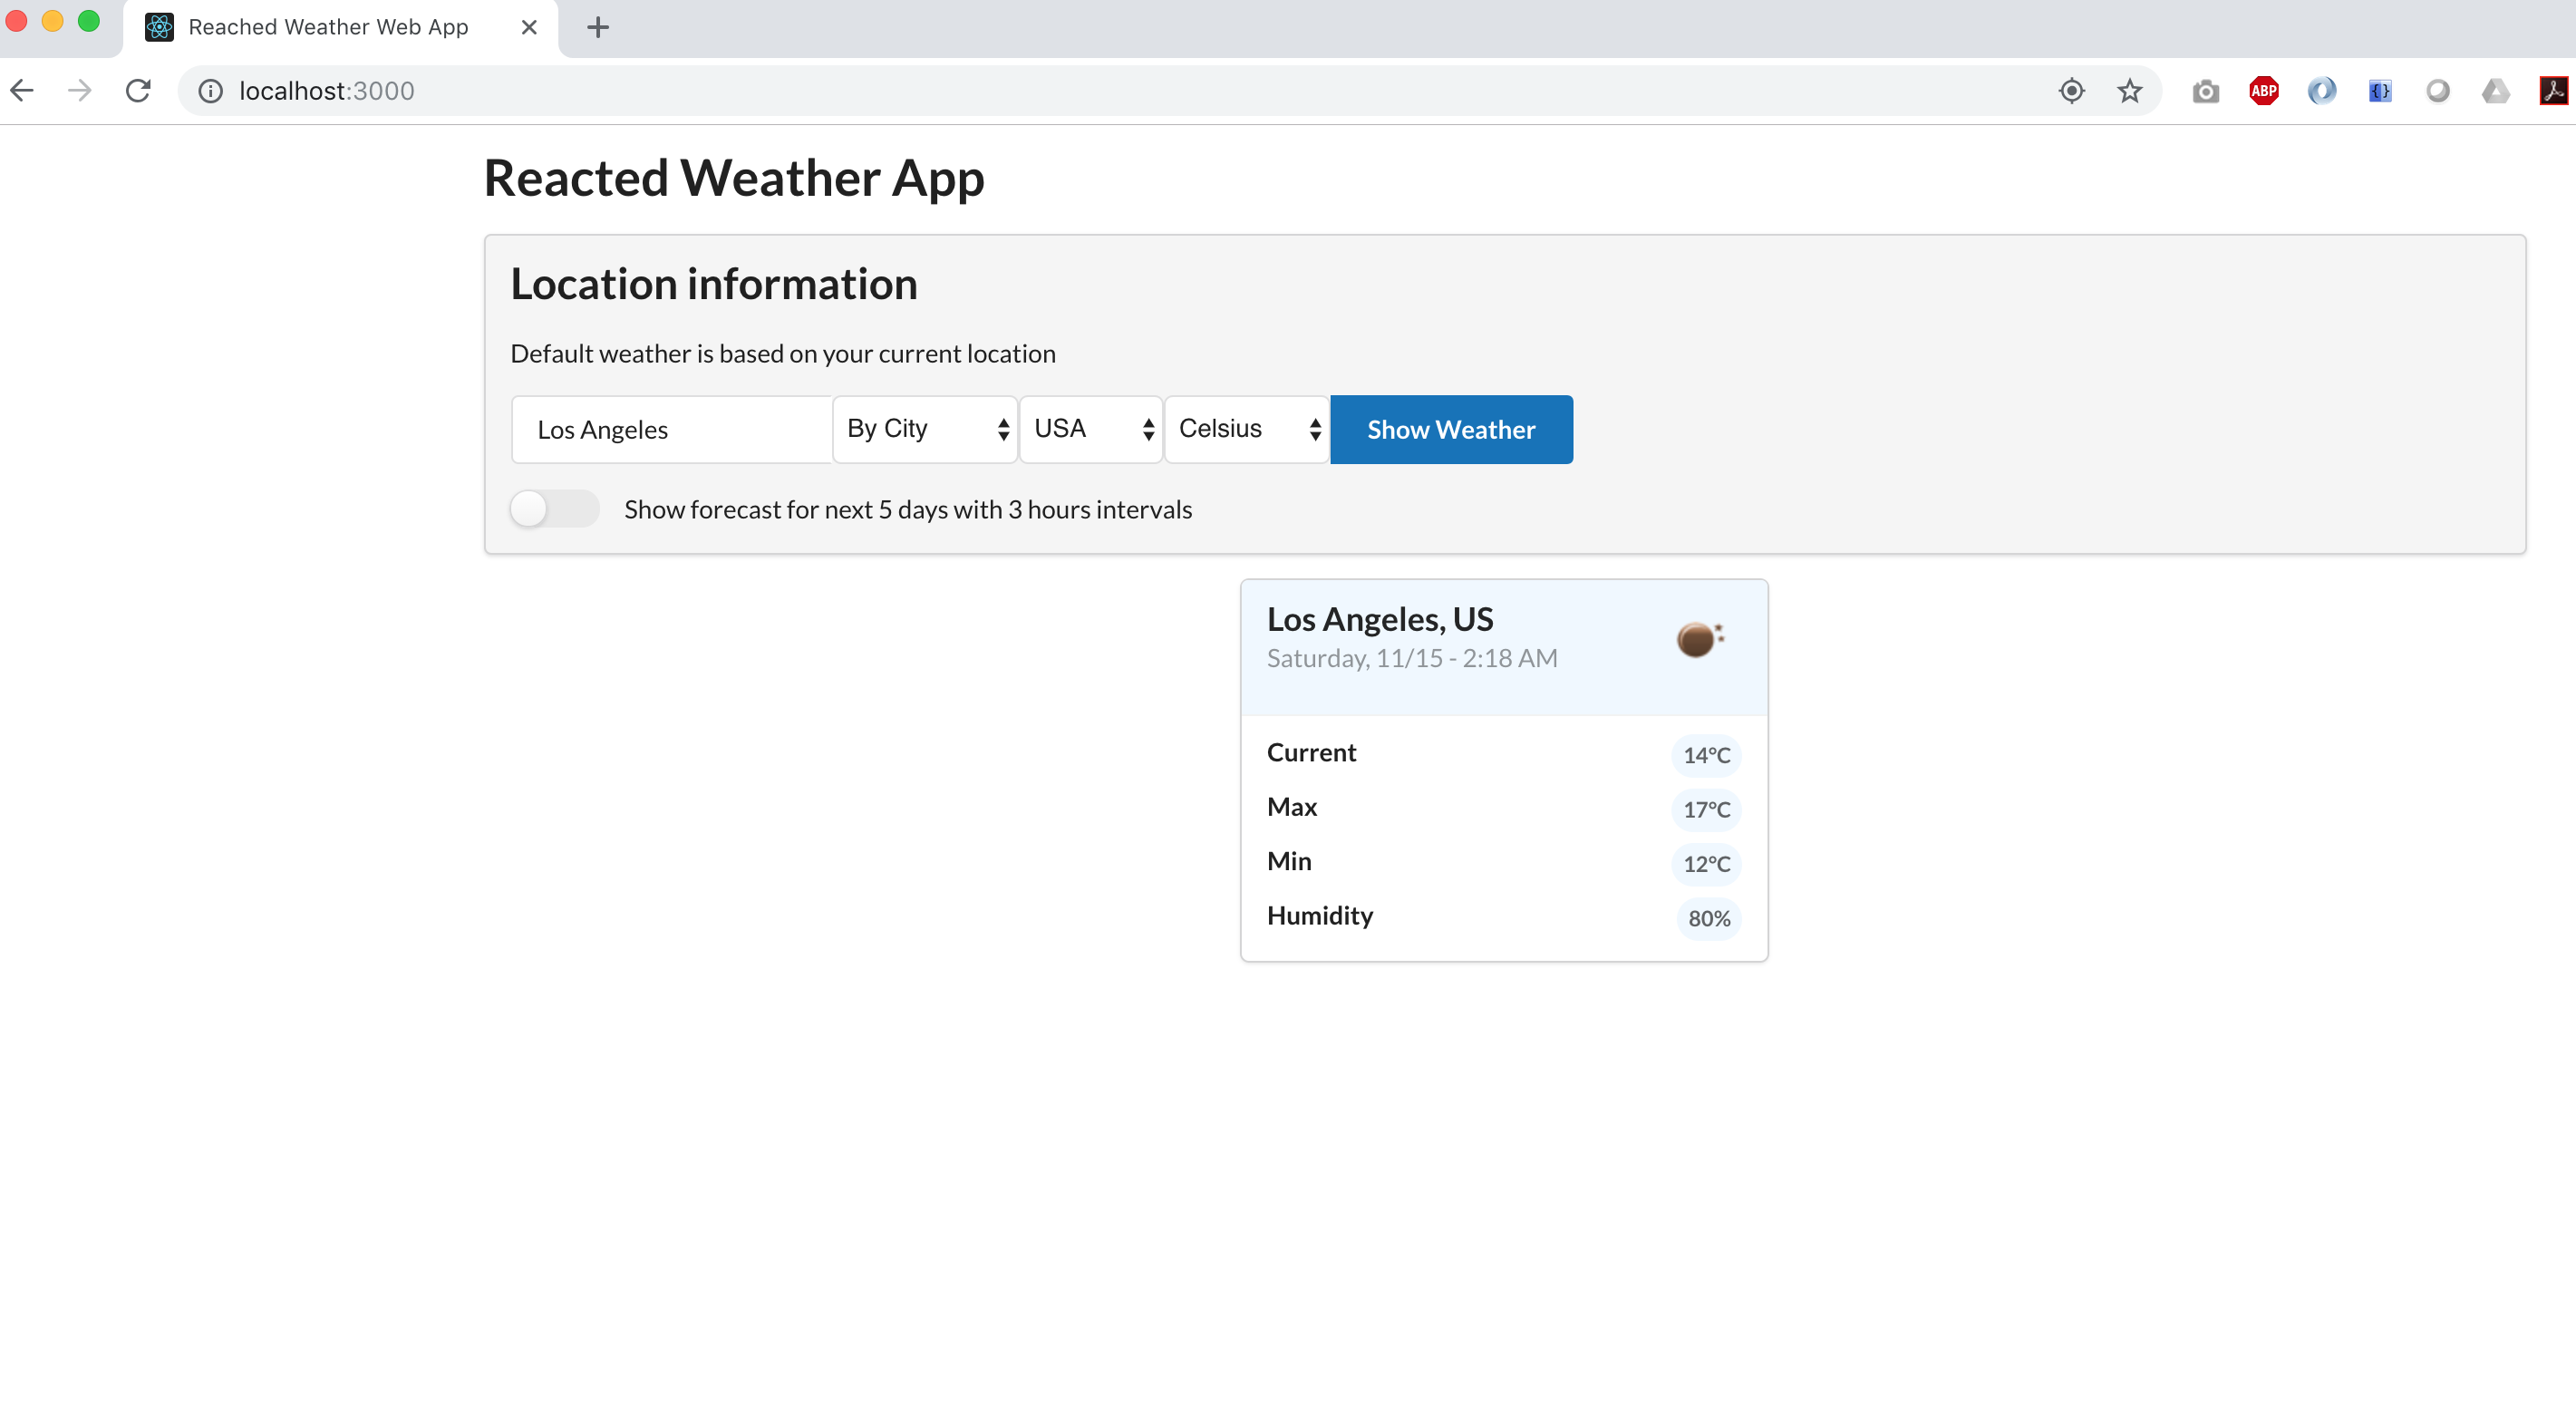 Reached Weather Web App
localhost:3000
ABP
{}
Reacted Weather App
Location information
Default weather is based on your current location
Los Angeles By City USA Celsius Show Weather
Show forecast for next 5 days with 3 hours intervals
Los Angeles, US
Saturday, 11/15 - 2:18 AM
Current 14°C
Max 17°C
Min 12°C
Humidity 80%